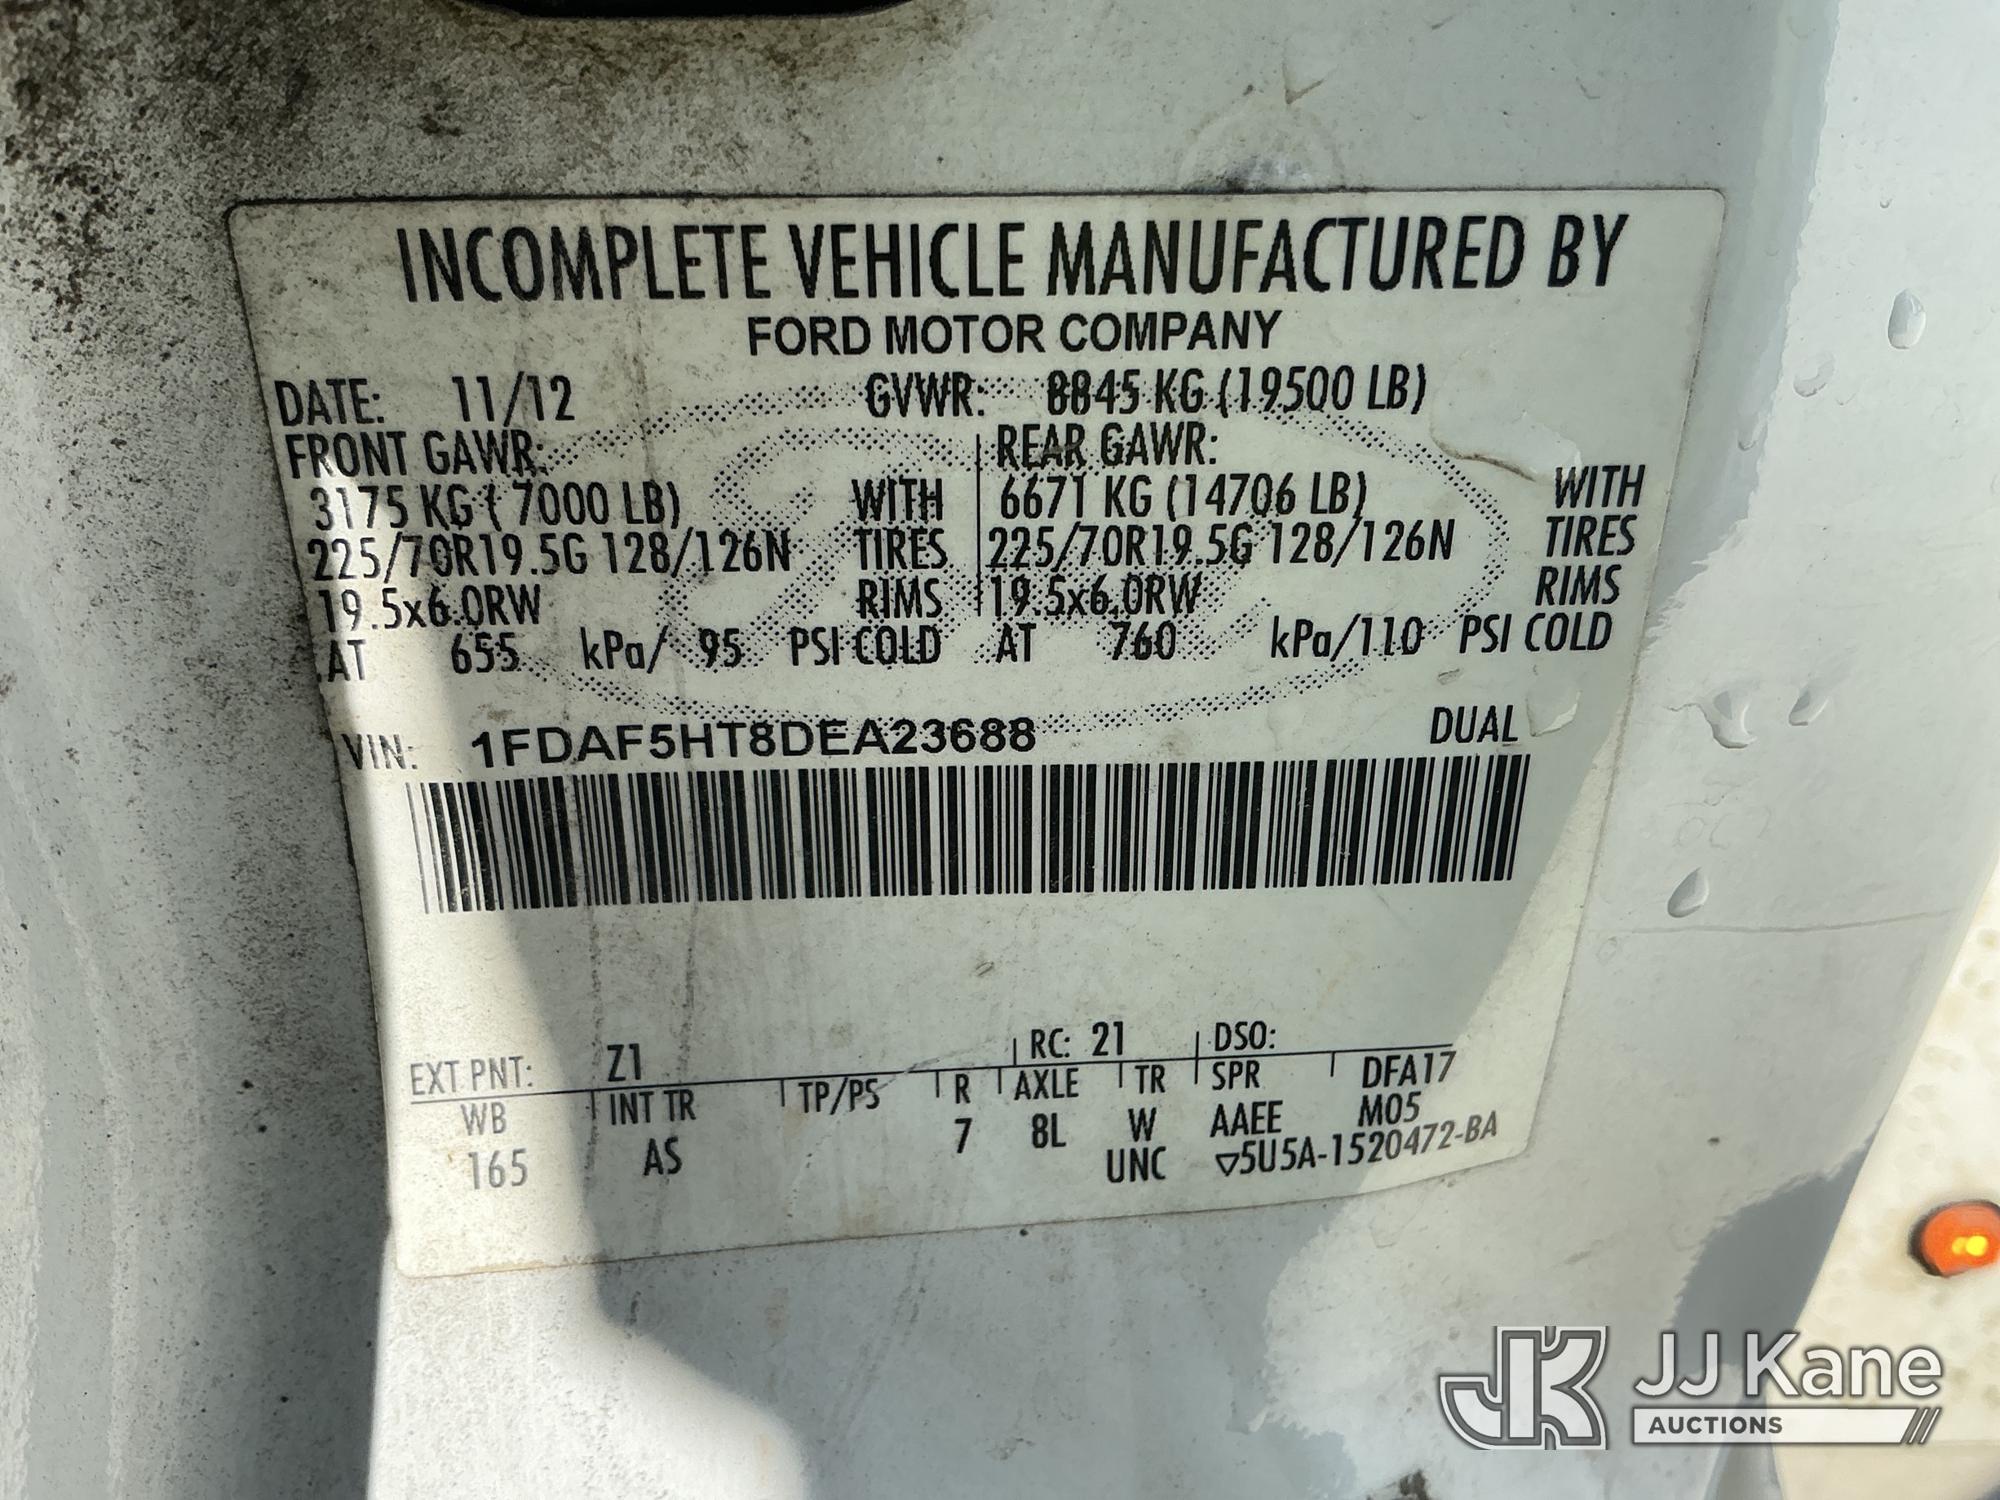 INCOMPLETE VEHICLE MANUFACTURED BY
FORD MOTOR COMPANY
DATE: 11/12 GVWR: 8845 KG (19500 LB)
FRONT GAWR: REAR GAWR:
3175 KG ( 7000 LB) WITH 6671 KG (14706 LB) WITH
225/70R19.5G 128/126N TIRES 225/70R19.5G 128/126N TIRES
19.5x6.0RW RIMS 19.5x6.0RW RIMS
AT 655 kPa/ 95 PSI COLD AT 760 kPa/110 PSI COLD
VIN: 1FDAF5HT8DEA23688 DUAL
EXT PNT: Z1 RC: 21 DSO:
WB INT TR TP/PS R AXLE TR SPR DFA17
165 AS 7 8L W AAEE M05
UNC ▽5U5A-1520472-BA
JK JJ Kane
AUCTIONS